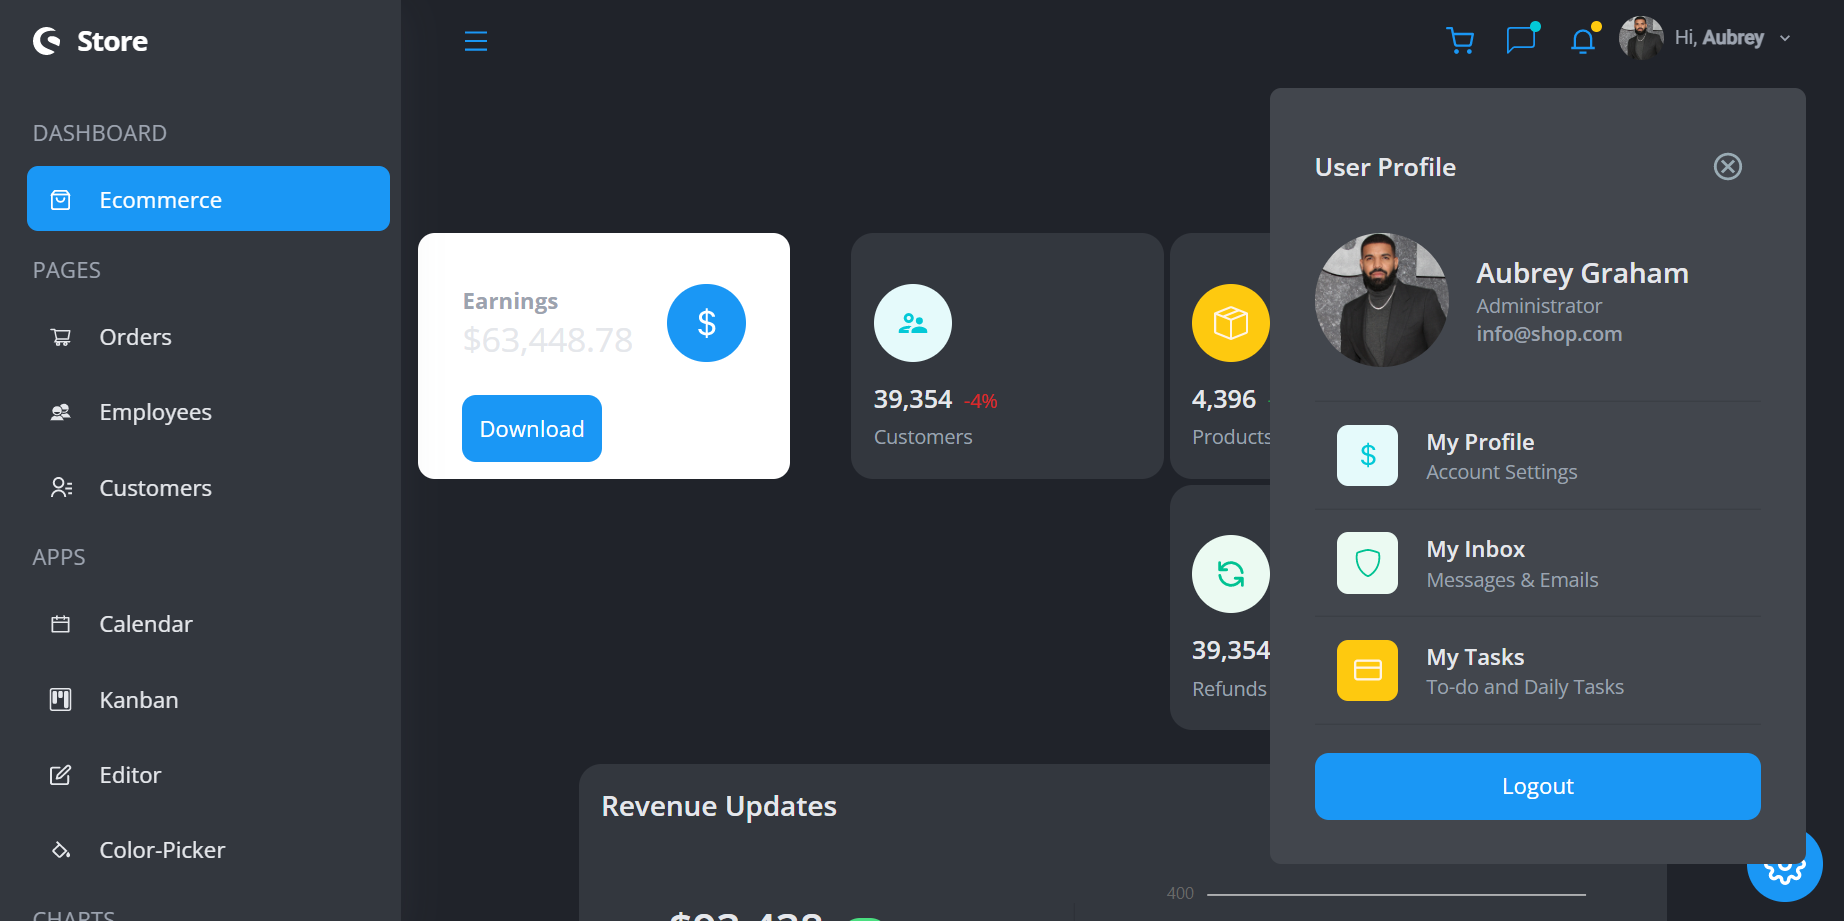 Store
Hi, Aubrey
DASHBOARD
Ecommerce
PAGES
Orders
Employees
Customers
APPS
Calendar
Kanban
Editor
Color-Picker
CHARTS
Earnings
$63,448.78
$
Download
39,354 -4%
Customers
4,396
Products
39,354
Refunds
Revenue Updates
$93,438
400
User Profile
Aubrey Graham
Administrator
info@shop.com
$
My Profile
Account Settings
My Inbox
Messages & Emails
My Tasks
To-do and Daily Tasks
Logout